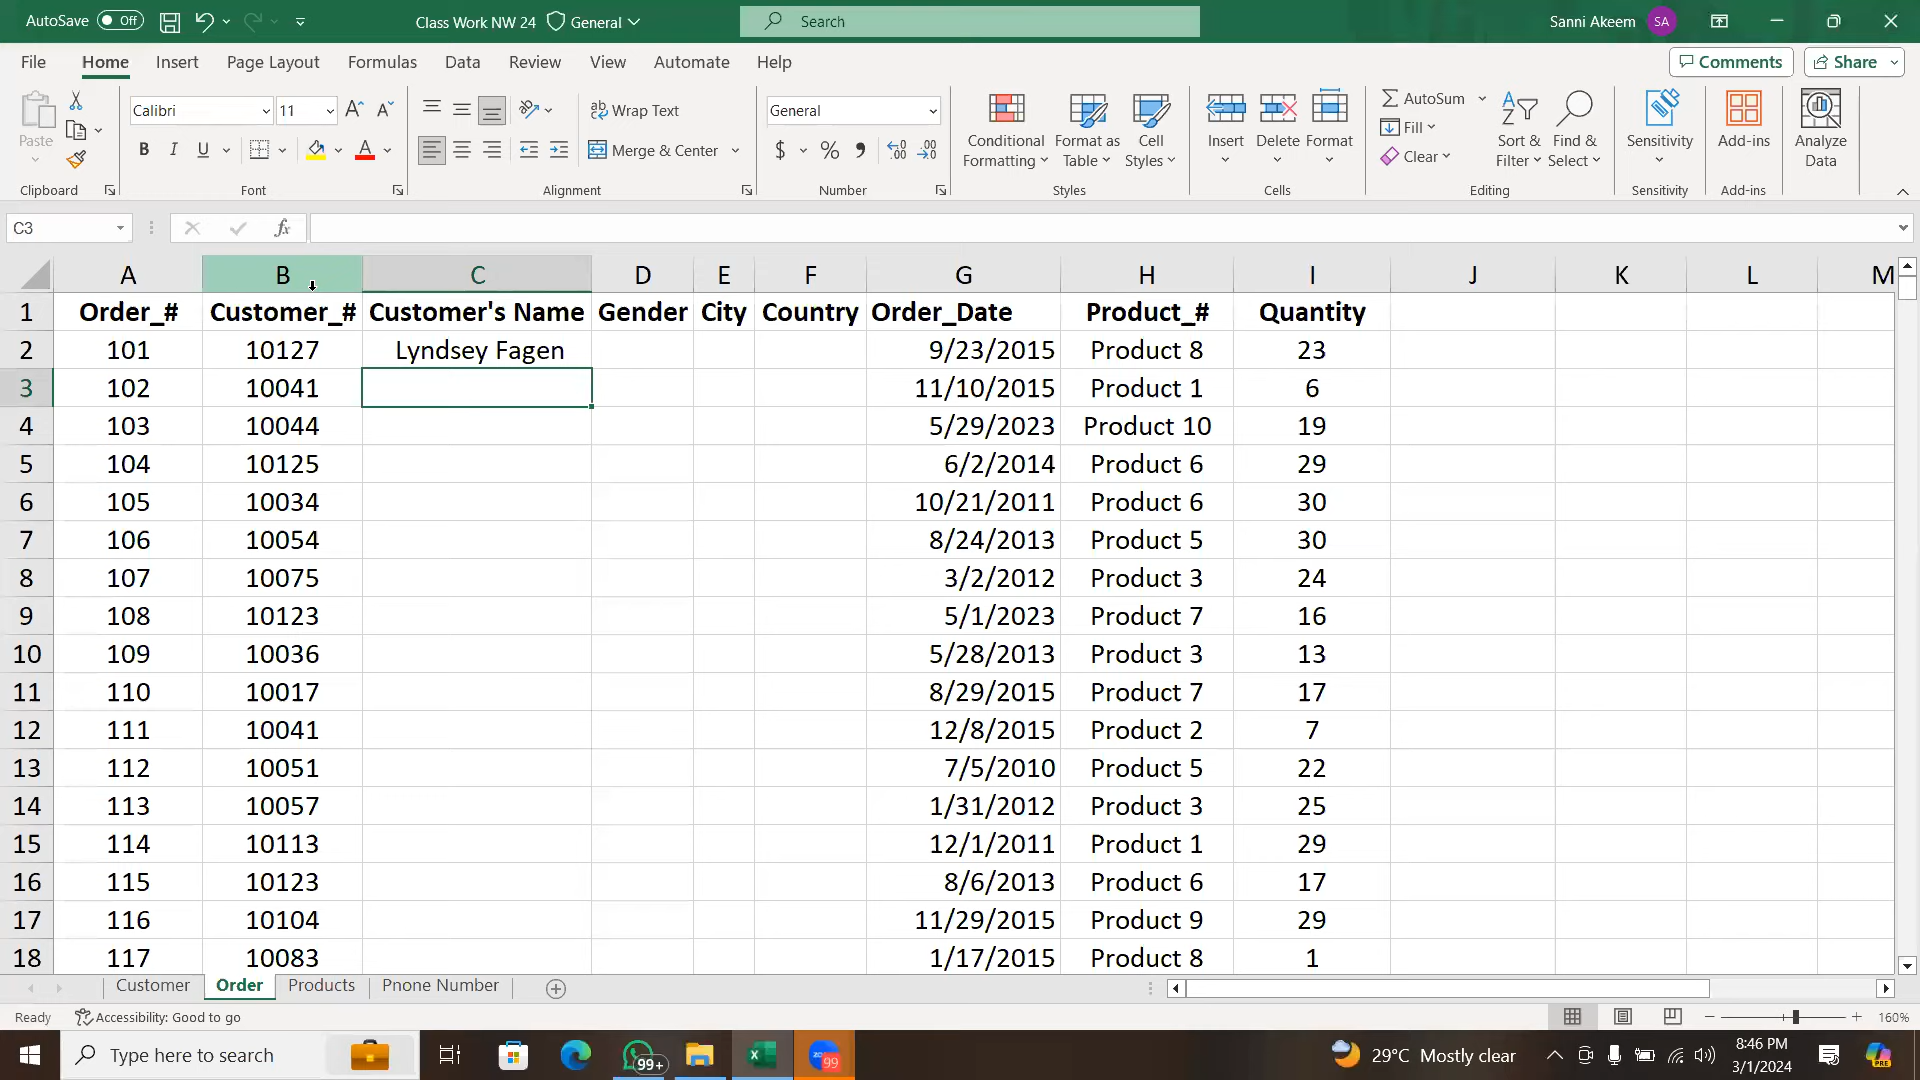 AutoSave Off Class Work NW 24 General Search Sanni Akeem SA
File Home Insert Page Layout Formulas Data Review View Automate Help Comments Share
Paste Calibri 11 Wrap Text General Conditional Formatting Format as Table Cell Styles Insert Delete Format AutoSum Sort & Filter Find & Select Sensitivity Add-ins Analyze Data
B I U Merge & Center $ % Fill Clear
Clipboard Font Alignment Number Styles Cells Editing Sensitivity Add-ins
C3 fx
A B C D E F G H I J K L M
1 Order_# Customer_# Customer's Name Gender City Country Order_Date Product_# Quantity
2 101 10127 Lyndsey Fagen 9/23/2015 Product 8 23
3 102 10041 11/10/2015 Product 1 6
4 103 10044 5/29/2023 Product 10 19
5 104 10125 6/2/2014 Product 6 29
6 105 10034 10/21/2011 Product 6 30
7 106 10054 8/24/2013 Product 5 30
8 107 10075 3/2/2012 Product 3 24
9 108 10123 5/1/2023 Product 7 16
10 109 10036 5/28/2013 Product 3 13
11 110 10017 8/29/2015 Product 7 17
12 111 10041 12/8/2015 Product 2 7
13 112 10051 7/5/2010 Product 5 22
14 113 10057 1/31/2012 Product 3 25
15 114 10113 12/1/2011 Product 1 29
16 115 10123 8/6/2013 Product 6 17
17 116 10104 11/29/2015 Product 9 29
18 117 10083 1/17/2015 Product 8 1
Customer Order Products Pnone Number
Ready Accessibility: Good to go 160%
Type here to search 99+ 99 29°C Mostly clear 8:46 PM
3/1/2024